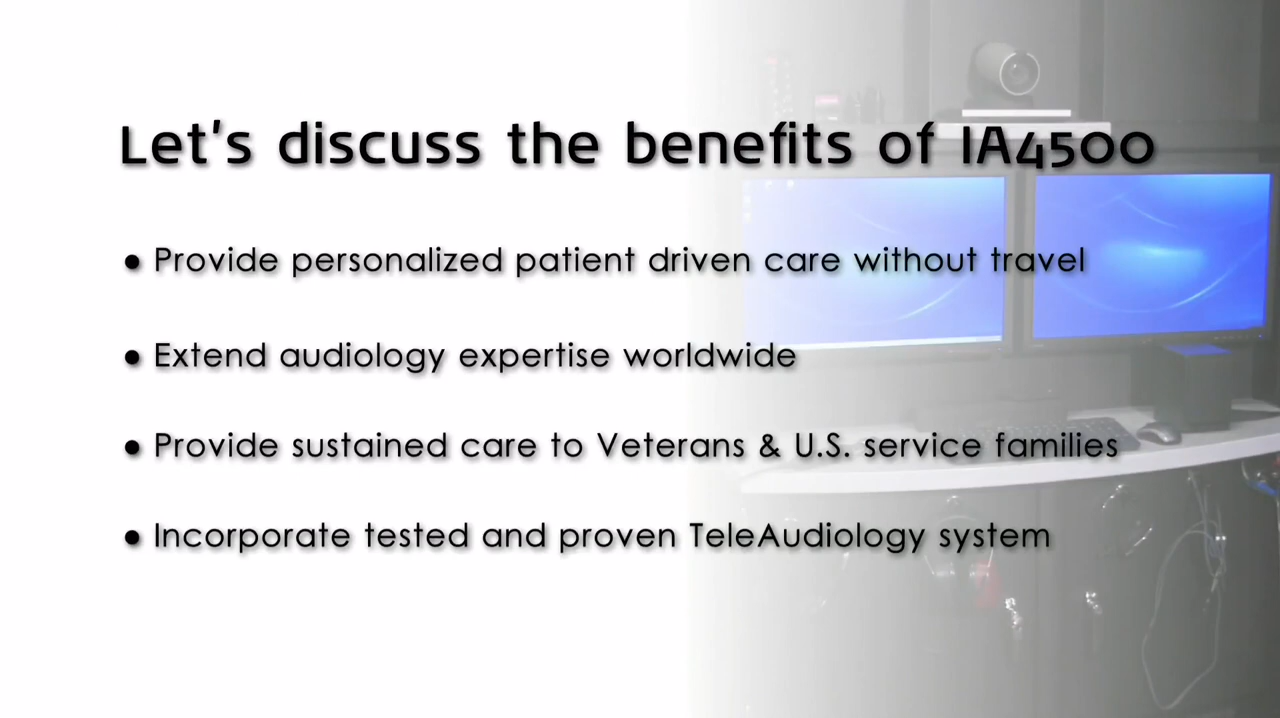 Let's discuss the benefits of IA4500
● Provide personalized patient driven care without travel
● Extend audiology expertise worldwide
● Provide sustained care to Veterans & U.S. service families
● Incorporate tested and proven TeleAudiology system